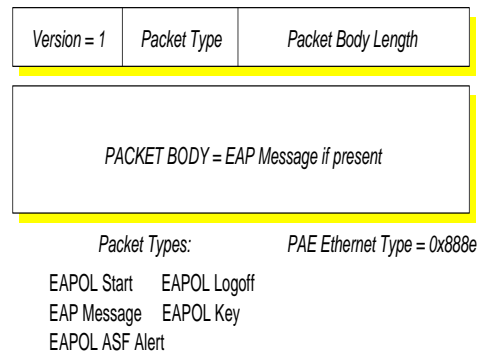 Version = 1 Packet Type Packet Body Length
PACKET BODY = EAP Message if present
Packet Types: PAE Ethernet Type = 0x888e
EAPOL Start EAPOL Logoff
EAP Message EAPOL Key
EAPOL ASF Alert